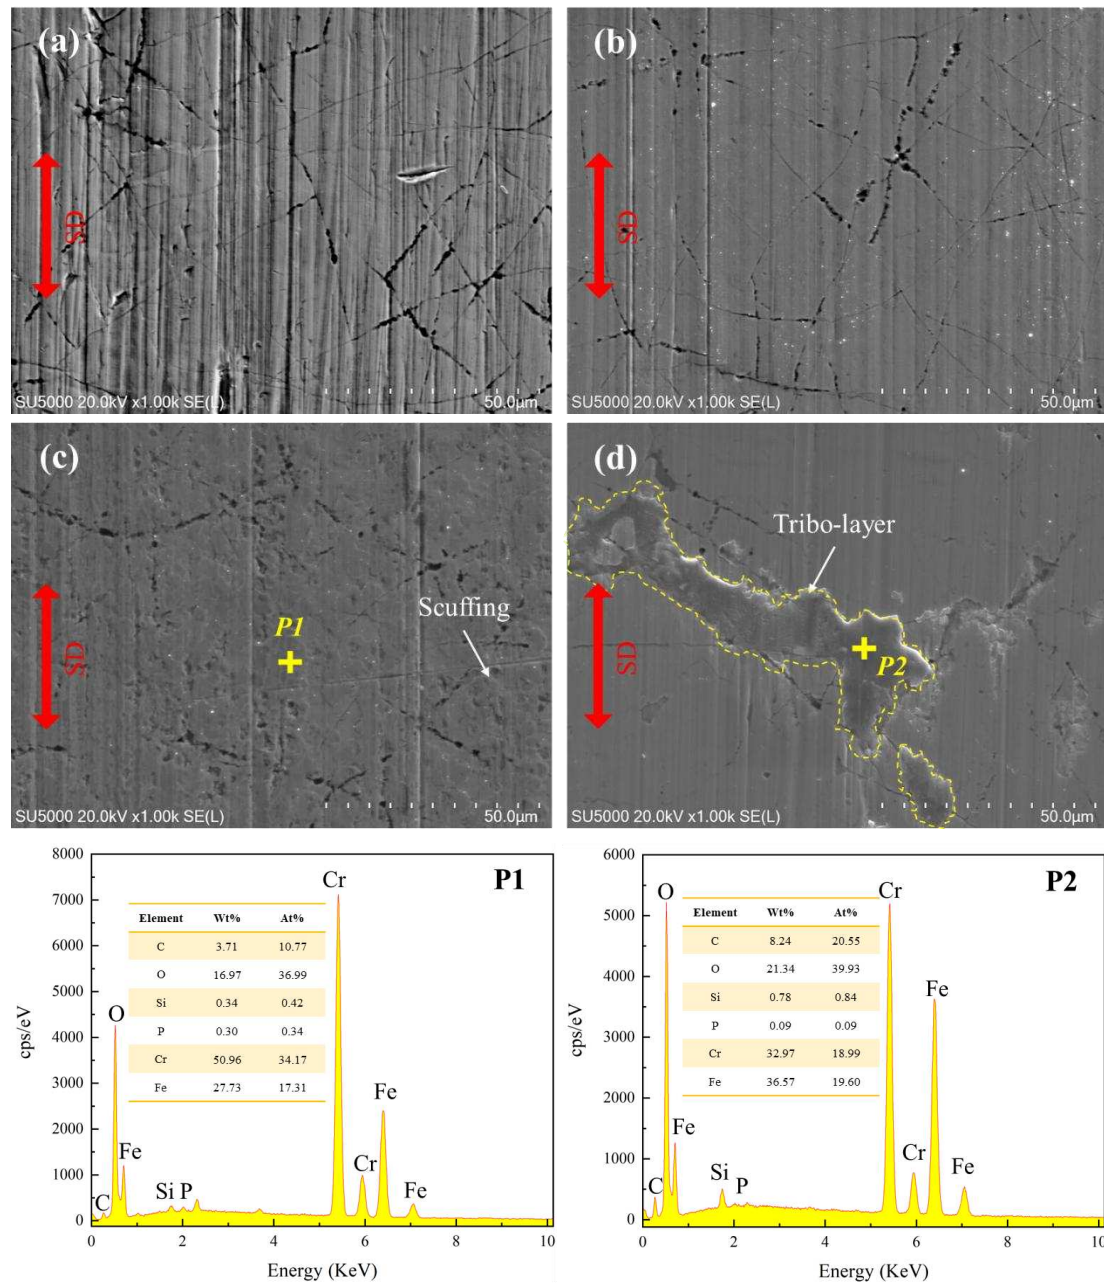 (a)
SD
SU5000 20.0kV x1.00k SE(L)
50.0µm
(b)
SD
SU5000 20.0kV x1.00k SE(L)
50.0µm
(c)
SD
P1
Scuffing
SU5000 20.0kV x1.00k SE(L)
50.0µm
(d)
SD
Tribo-layer
P2
SU5000 20.0kV x1.00k SE(L)
50.0µm
P1
8000
7000
6000
5000
4000
3000
2000
1000
0
cps/eV
Element Wt% At%
C 3.71 10.77
O 16.97 36.99
Si 0.34 0.42
P 0.30 0.34
Cr 50.96 34.17
Fe 27.73 17.31
C
O
Fe
Si
P
Cr
Cr
Fe
Fe
0 2 4 6 8 10
Energy (KeV)
P2
6000
5000
4000
3000
2000
1000
0
cps/eV
Element Wt% At%
C 8.24 20.55
O 21.34 39.93
Si 0.78 0.84
P 0.09 0.09
Cr 32.97 18.99
Fe 36.57 19.60
C
O
Fe
Si
P
Cr
Cr
Fe
Fe
0 2 4 6 8 10
Energy (KeV)